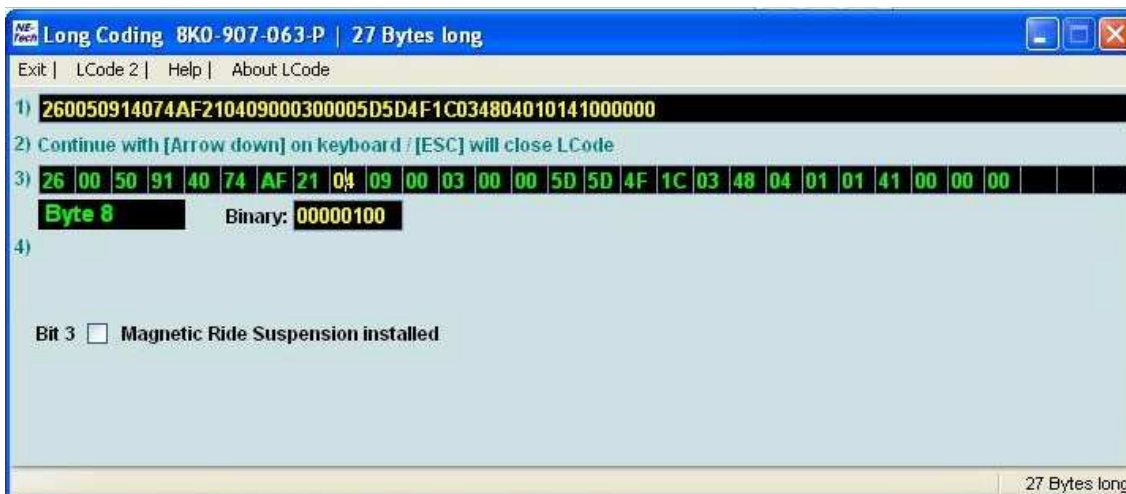 NE-Tech Long Coding 8K0-907-063-P | 27 Bytes long
Exit | LCode 2 | Help | About LCode
1) 260050914074AF210409000300005D5D4F1C034804010141000000
2) Continue with [Arrow down] on keyboard / [ESC] will close LCode
3) 26 00 50 91 40 74 AF 21 04 09 00 03 00 00 5D 5D 4F 1C 03 48 04 01 01 41 00 00 00
Byte 8 Binary: 00000100
4)
Bit 3 Magnetic Ride Suspension installed
27 Bytes long